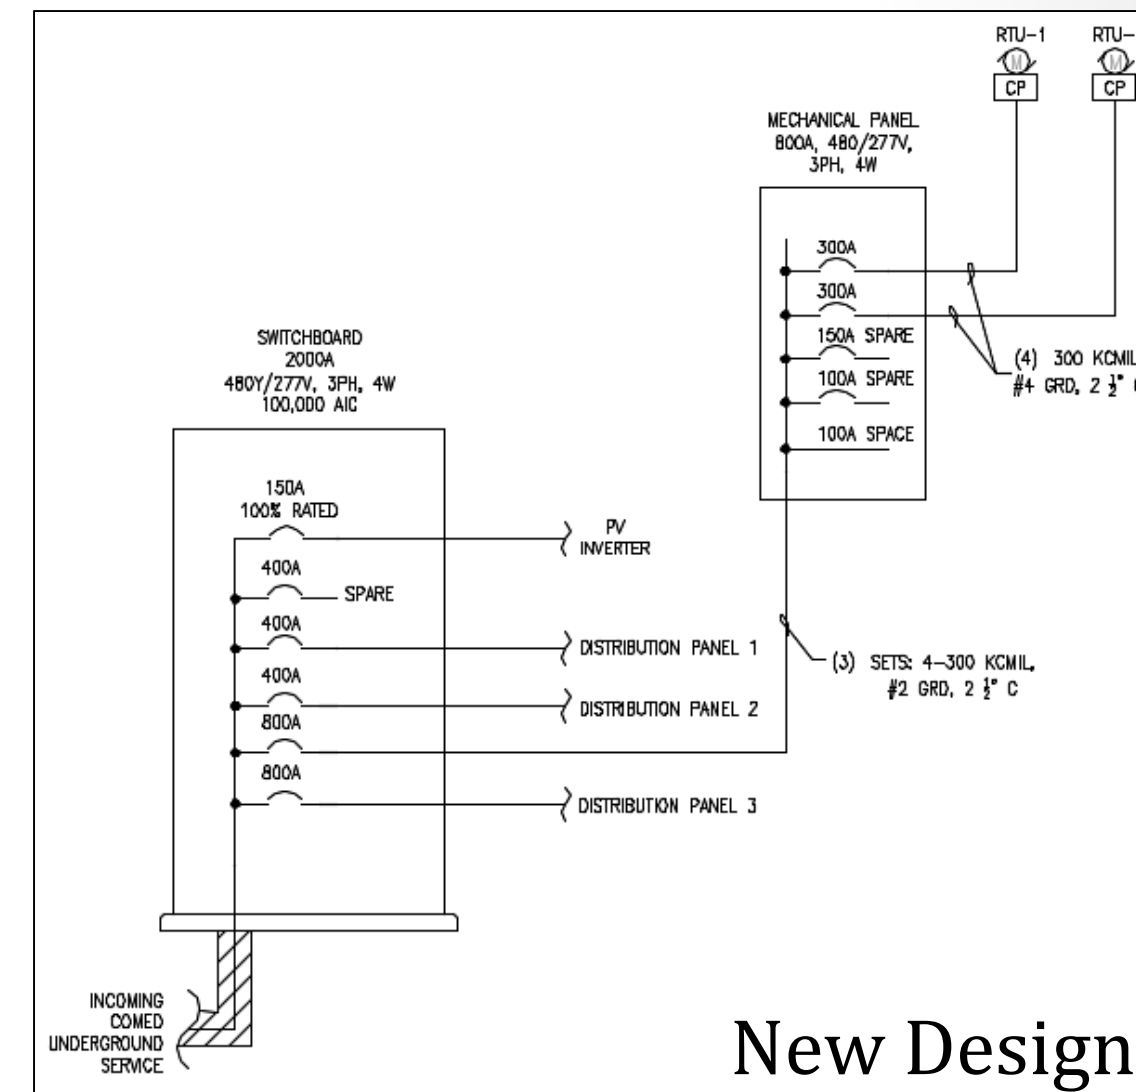 RTU-1
RTU-
M
M
CP
CP
MECHANICAL PANEL
800A, 480/277V,
3PH, 4W
300A
300A
150A SPARE
100A SPARE
100A SPACE
(4) 300 KCMIL
#4 GRD, 2 ½"
SWITCHBOARD
2000A
480Y/277V, 3PH, 4W
100,000 AIC
150A
100% RATED
PV
INVERTER
400A
SPARE
400A
DISTRIBUTION PANEL 1
400A
DISTRIBUTION PANEL 2
800A
800A
DISTRIBUTION PANEL 3
(3) SETS: 4-300 KCMIL,
#2 GRD, 2 ½" C
INCOMING
COMED
UNDERGROUND
SERVICE
New Design